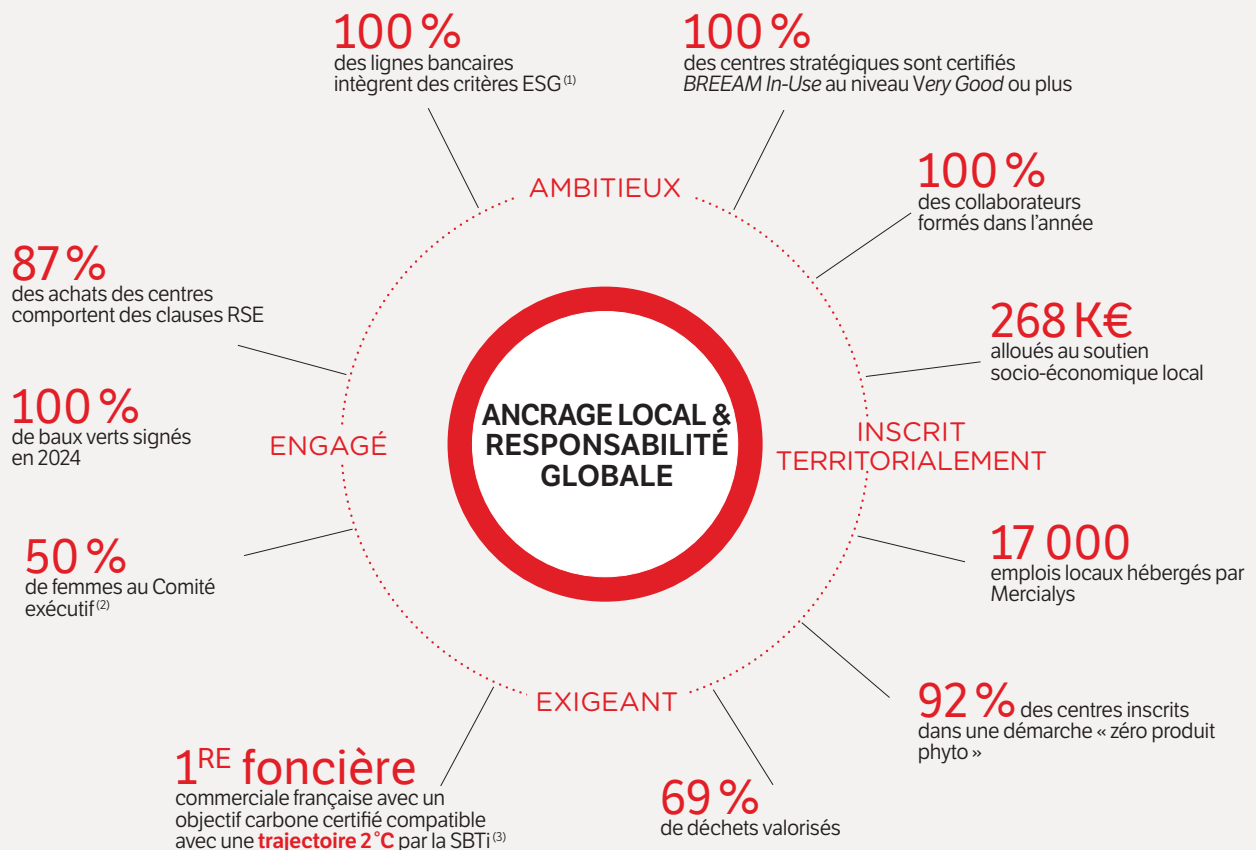 100 %
des lignes bancaires
intègrent des critères ESG (1)
100 %
des centres stratégiques sont certifiés
BREEAM In-Use au niveau Very Good ou plus
AMBITIEUX
100 %
des collaborateurs
formés dans l'année
87 %
des achats des centres
comportent des clauses RSE
268 K€
alloués au soutien
socio-économique local
100 %
de baux verts signés
en 2024
ENGAGÉ
ANCRAGE LOCAL &
RESPONSABILITÉ
GLOBALE
INSCRIT
TERRITORIALEMENT
50 %
de femmes au Comité
exécutif (2)
17 000
emplois locaux hébergés par
Mercialys
EXIGEANT
92 % des centres inscrits
dans une démarche « zéro produit
phyto »
1RE foncière
commerciale française avec un
objectif carbone certifié compatible
avec une trajectoire 2 °C par la SBTi (3)
69 %
de déchets valorisés